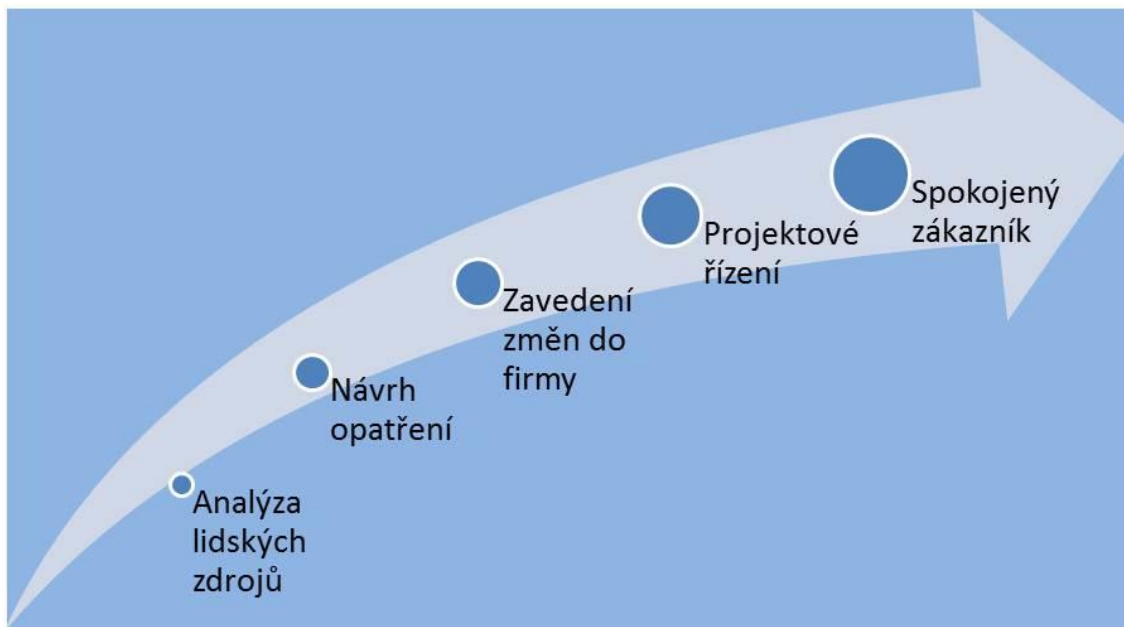 Analýza
lidských
zdrojů
Návrh
opatření
Zavedení
změn do
firmy
Projektové
řízení
Spokojený
zákazník